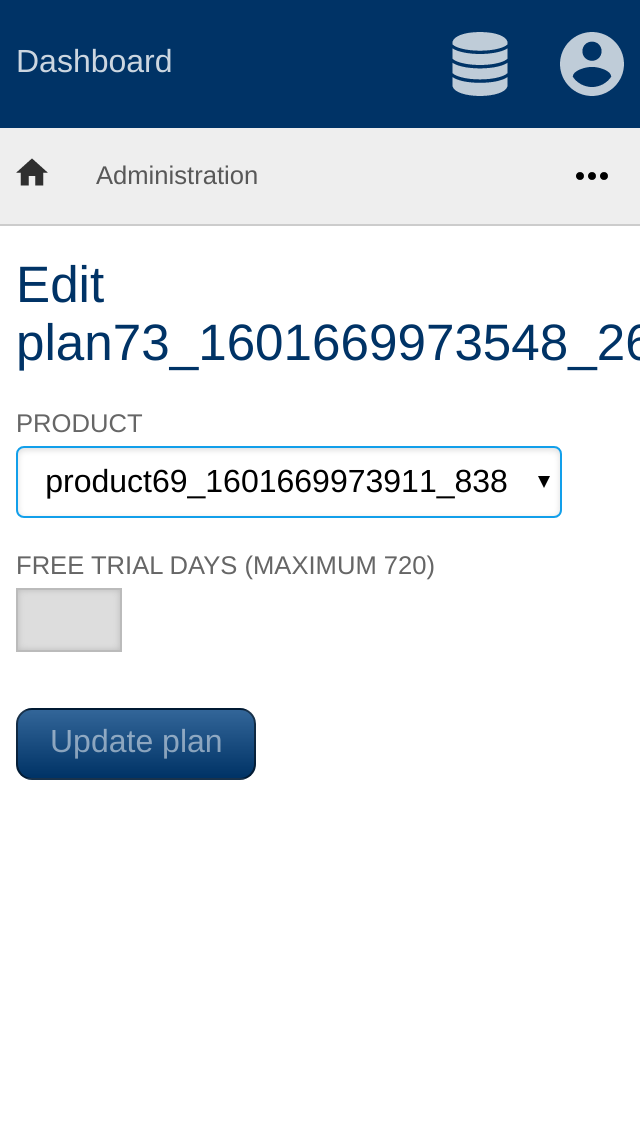 Dashboard
Administration
Edit
plan73_1601669973548_26
PRODUCT
product69_1601669973911_838
FREE TRIAL DAYS (MAXIMUM 720)
Update plan